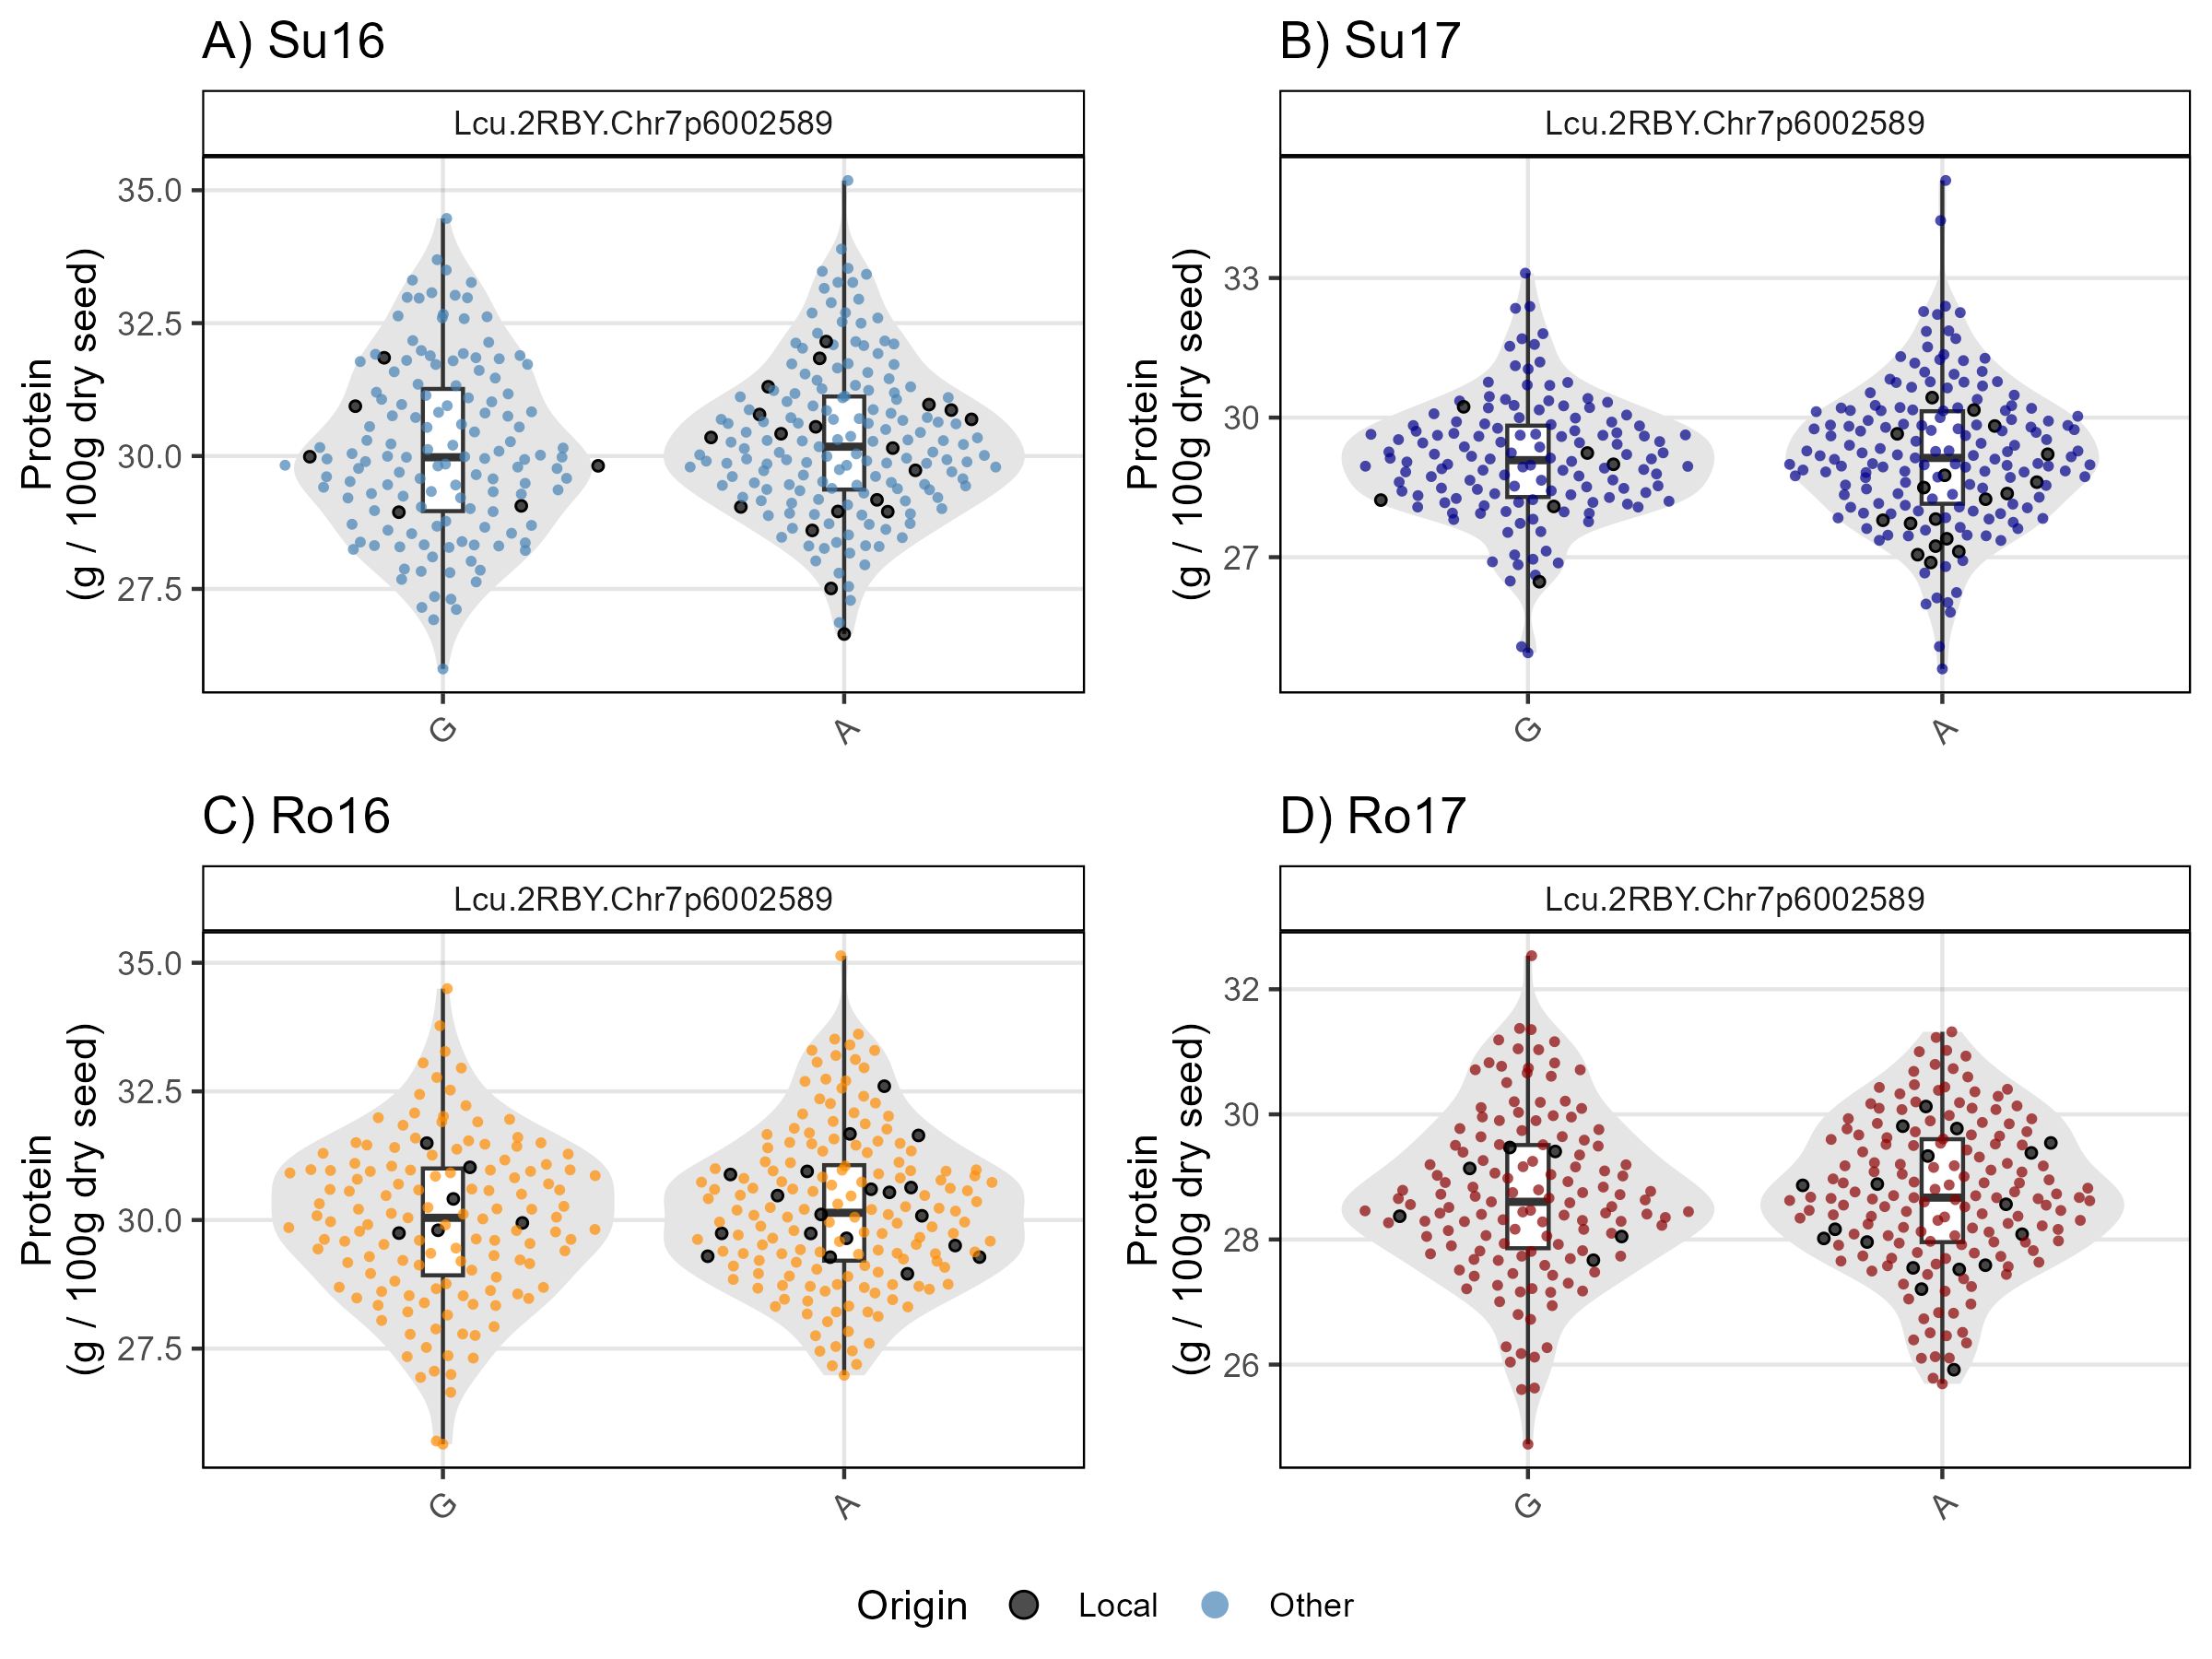 A) Su16
Lcu.2RBY.Chr7p6002589
Protein
(g / 100g dry seed)
35.0
32.5
30.0
27.5
G
A
B) Su17
Lcu.2RBY.Chr7p6002589
Protein
(g / 100g dry seed)
33
30
27
G
A
C) Ro16
Lcu.2RBY.Chr7p6002589
Protein
(g / 100g dry seed)
35.0
32.5
30.0
27.5
G
A
D) Ro17
Lcu.2RBY.Chr7p6002589
Protein
(g / 100g dry seed)
32
30
28
26
G
A
Origin
Local
Other